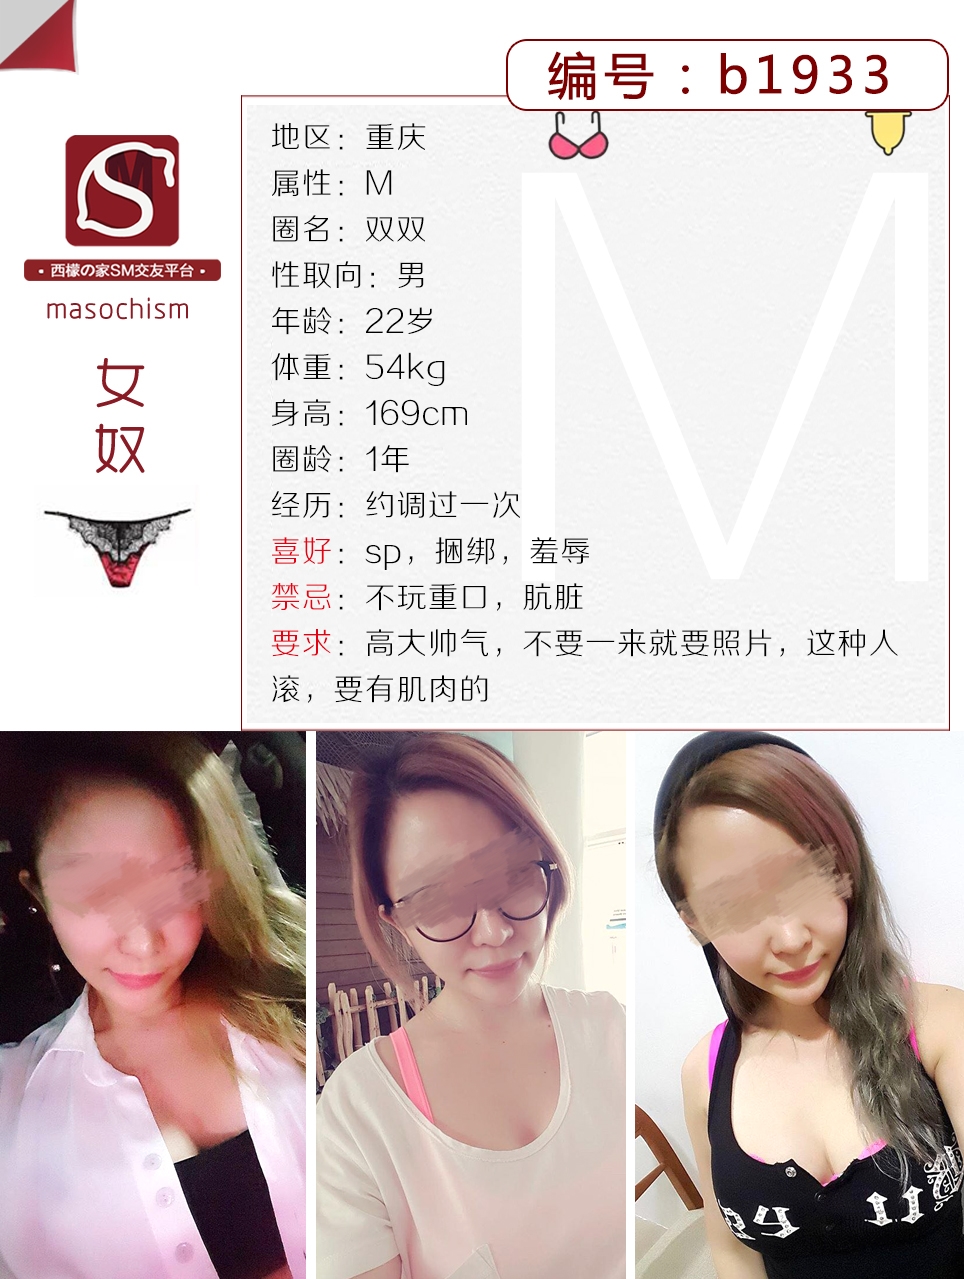 编号：b1933
SM
·西檬の家SM交友平台·
masochism
女
奴
M
地区：重庆
属性：M
圈名：双双
性取向：男
年龄：22岁
体重：54kg
身高：169cm
圈龄：1年
经历：约调过一次
喜好：sp，捆绑，羞辱
禁忌：不玩重口，肮脏
要求：高大帅气，不要一来就要照片，这种人
滚，要有肌肉的